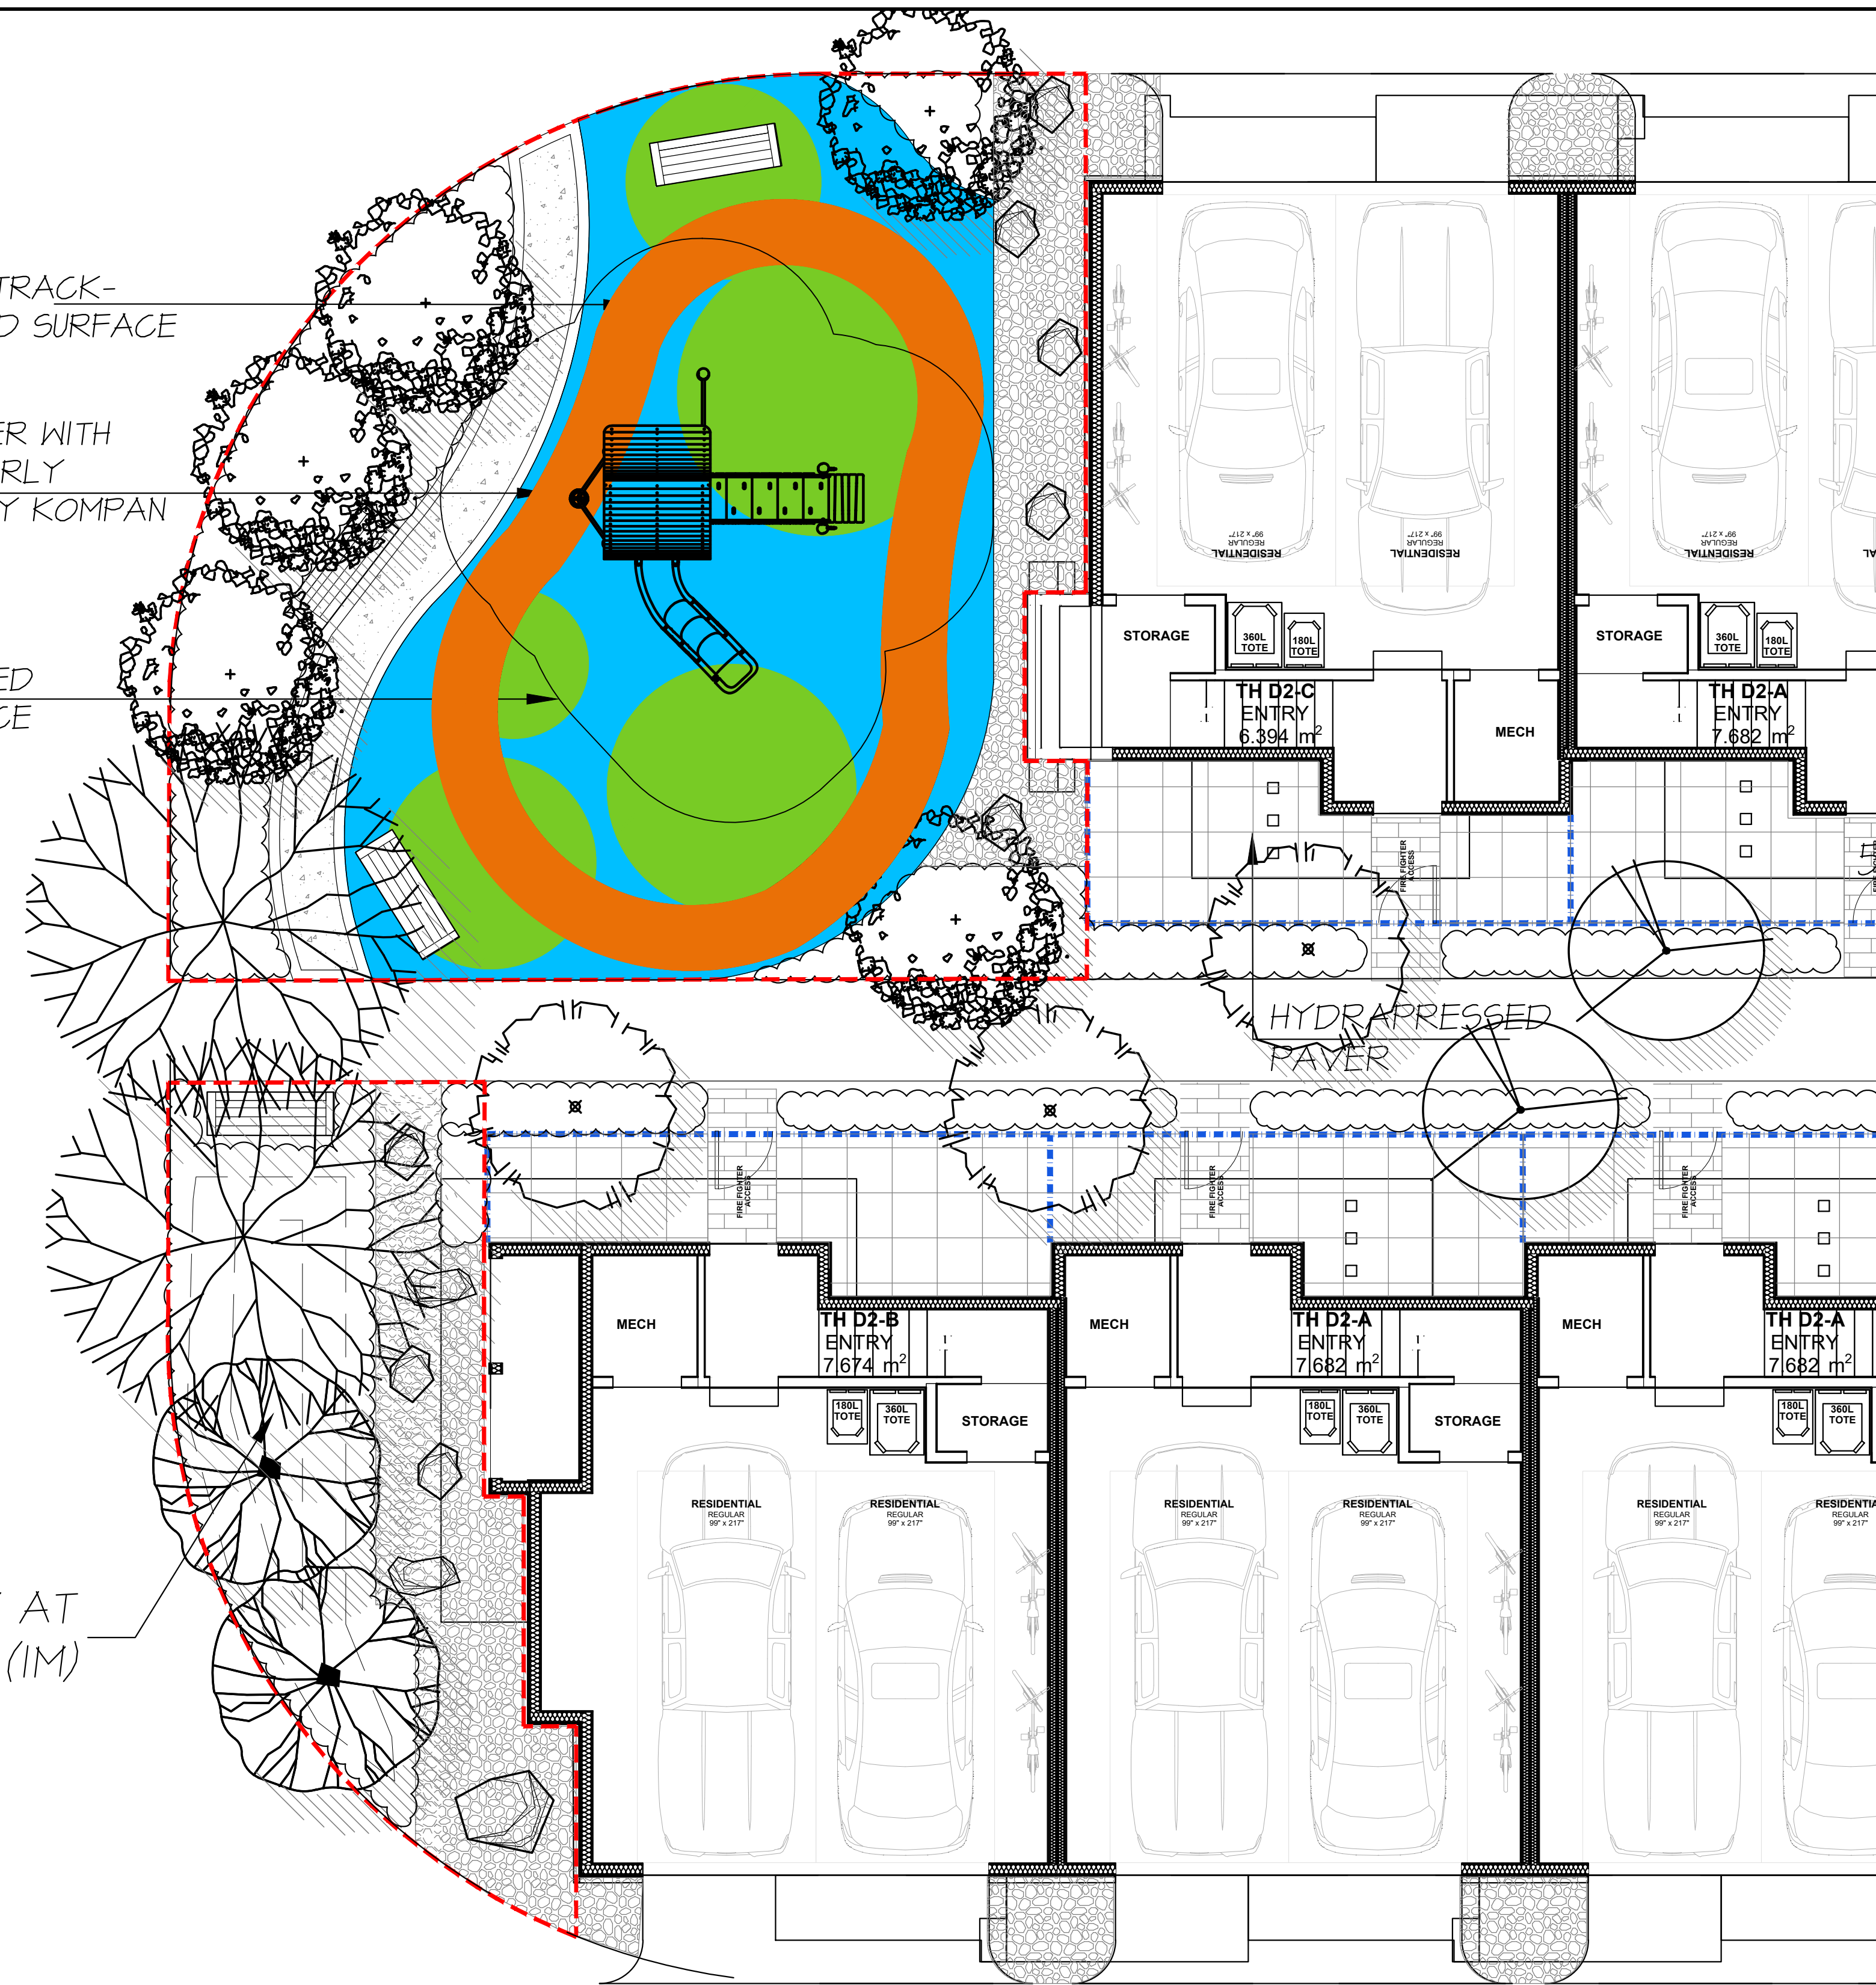 TRACK-
D SURFACE
ER WITH
RLY
Y KOMPAN
ED
CE
RESIDENTIAL
REGULAR
99" x 217"
RESIDENTIAL
REGULAR
99" x 217"
RESIDENTIAL
REGULAR
99" x 217"
STORAGE
360L
TOTE
180L
TOTE
STORAGE
360L
TOTE
180L
TOTE
TH D2-C
ENTRY
6.394 m²
MECH
TH D2-A
ENTRY
7.682 m²
FIRE FIGHTER
ACCESS
HYDRAPRESSED
PAVER
FIRE FIGHTER
ACCESS
FIRE FIGHTER
ACCESS
FIRE FIGHTER
ACCESS
MECH
TH D2-B
ENTRY
7.674 m²
MECH
TH D2-A
ENTRY
7.682 m²
MECH
TH D2-A
ENTRY
7.682 m²
180L
TOTE
360L
TOTE
STORAGE
180L
TOTE
360L
TOTE
STORAGE
180L
TOTE
360L
TOTE
RESIDENTIAL
REGULAR
99" x 217"
RESIDENTIAL
REGULAR
99" x 217"
RESIDENTIAL
REGULAR
99" x 217"
RESIDENTIAL
REGULAR
99" x 217"
RESIDENTIAL
REGULAR
99" x 217"
RESIDENTIA
REGULAR
99" x 217"
AT
(1M)